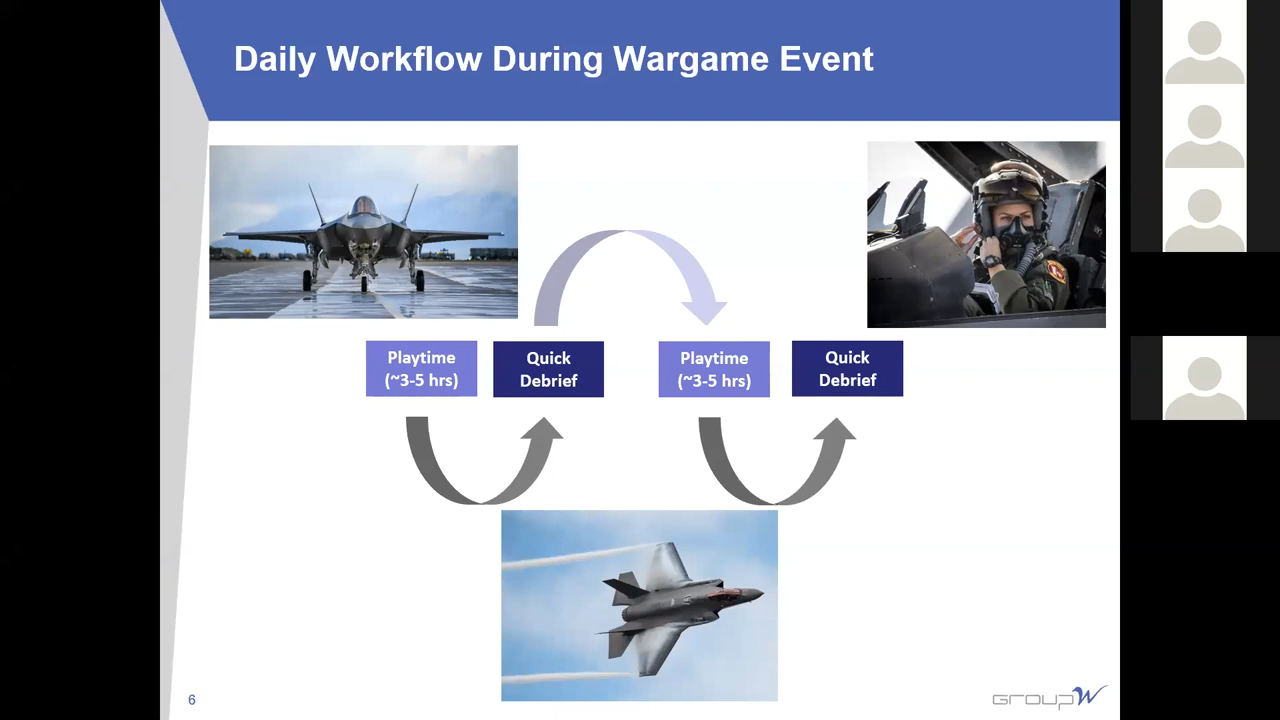 Daily Workflow During Wargame Event
Playtime
(~3-5 hrs)
Quick
Debrief
Playtime
(~3-5 hrs)
Quick
Debrief
6
GROUPW